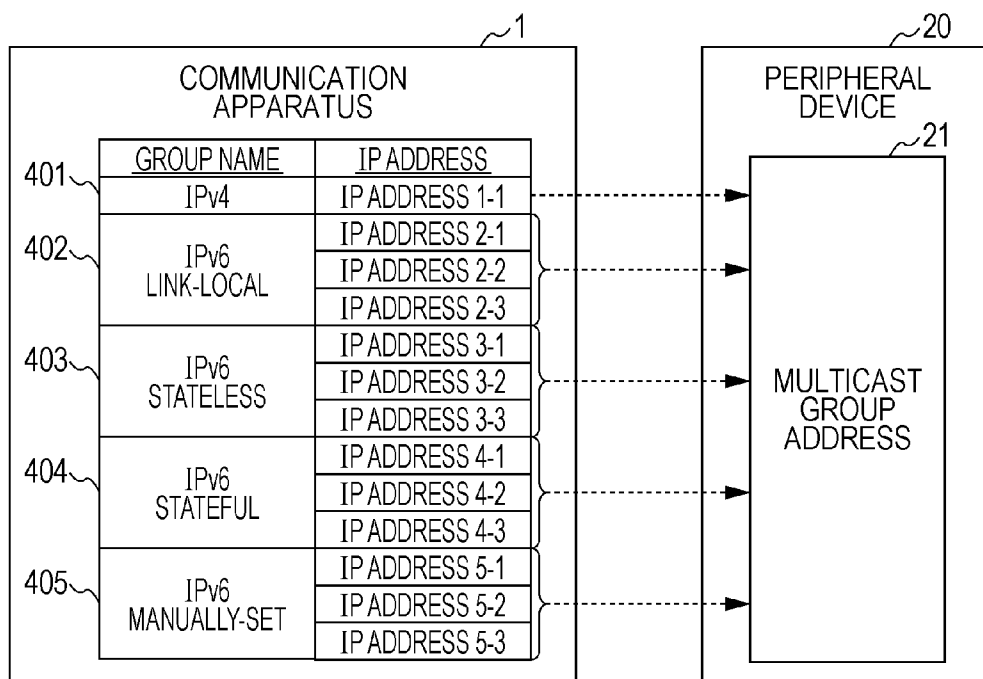 1
COMMUNICATION
APPARATUS
GROUP NAME IP ADDRESS
401 IPv4 IP ADDRESS 1-1
402 IPv6
LINK-LOCAL
IP ADDRESS 2-1
IP ADDRESS 2-2
IP ADDRESS 2-3
403 IPv6
STATELESS
IP ADDRESS 3-1
IP ADDRESS 3-2
IP ADDRESS 3-3
404 IPv6
STATEFUL
IP ADDRESS 4-1
IP ADDRESS 4-2
IP ADDRESS 4-3
405 IPv6
MANUALLY-SET
IP ADDRESS 5-1
IP ADDRESS 5-2
IP ADDRESS 5-3
20
PERIPHERAL
DEVICE
21
MULTICAST
GROUP
ADDRESS